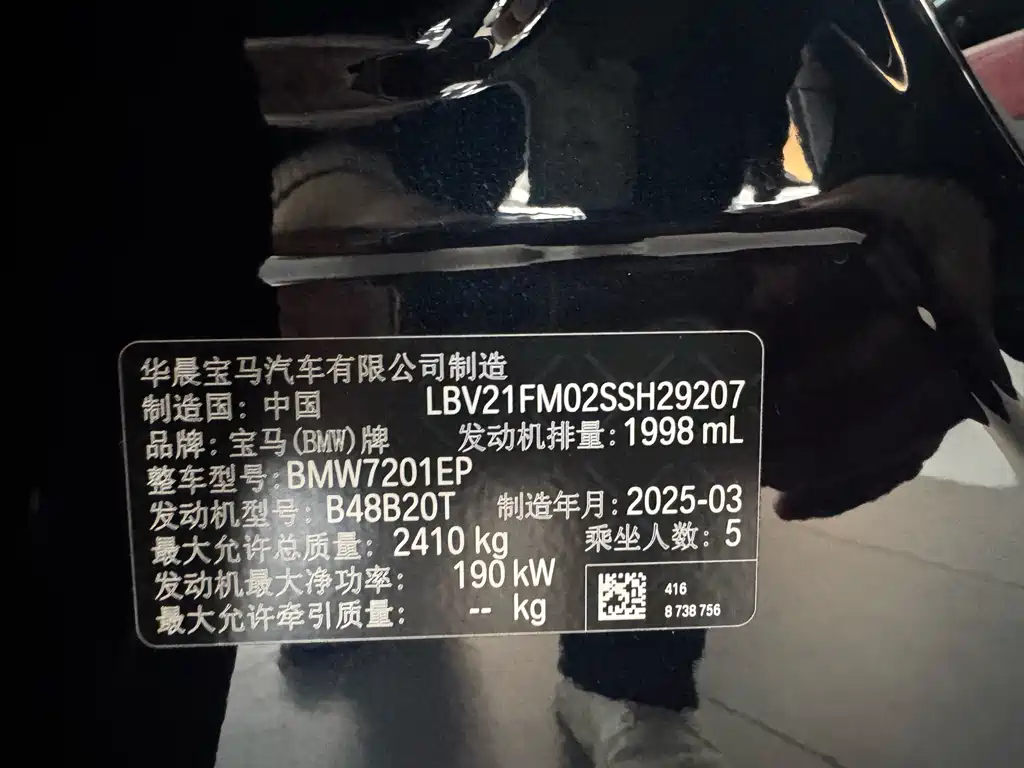 华晨宝马汽车有限公司制造
制造国：中国 LBV21FM02SSH29207
品牌：宝马(BMW)牌 发动机排量：1998 mL
整车型号：BMW7201EP
发动机型号：B48B20T 制造年月：2025-03
最大允许总质量：2410 kg 乘坐人数：5
发动机最大净功率：190 kW
最大允许牵引质量：-- kg
416
8 738 756